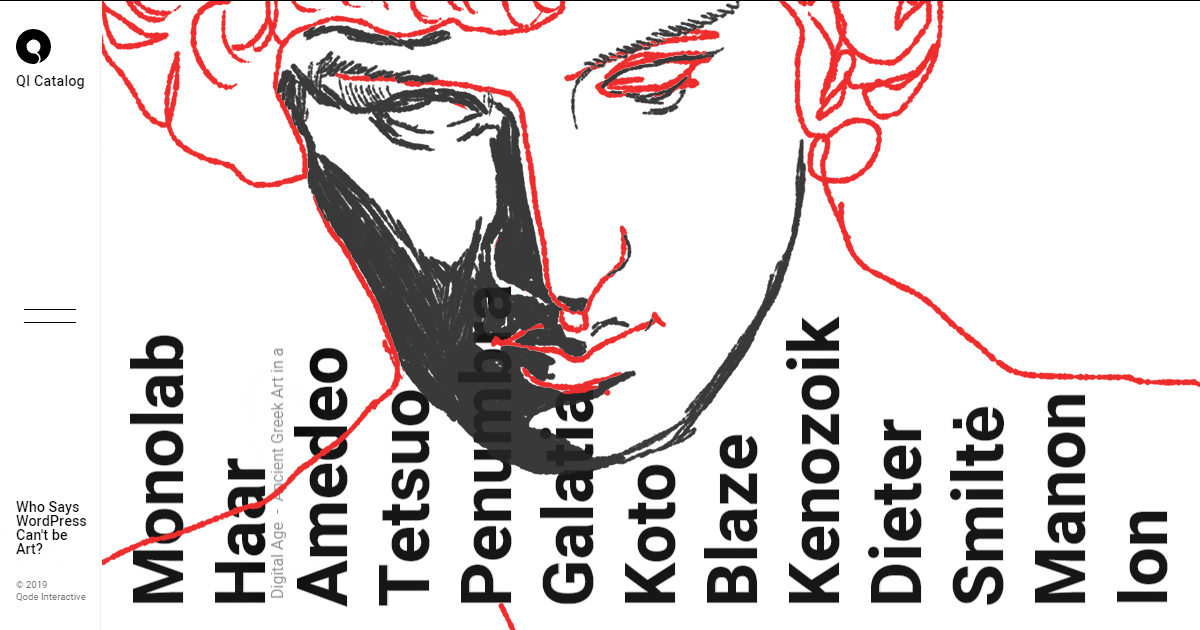 QI Catalog
Who Says
WordPress
Can't be
Art?
© 2019
Qode Interactive
Monolab
Haar
Digital Age - Ancient Greek Art in a
Amedeo
Tetsuo
Penumbra
Galatia
Koto
Blaze
Kenozoik
Dieter
Smiltė
Manon
Ion